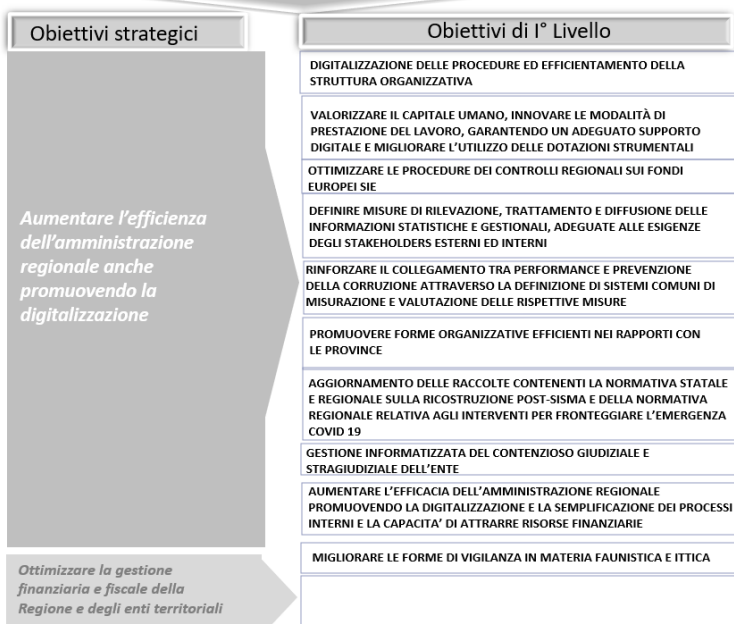 Obiettivi strategici
Obiettivi di I° Livello
Aumentare l'efficienza
dell'amministrazione
regionale anche
promuovendo la
digitalizzazione
DIGITALIZZAZIONE DELLE PROCEDURE ED EFFICIENTAMENTO DELLA
STRUTTURA ORGANIZZATIVA
VALORIZZARE IL CAPITALE UMANO, INNOVARE LE MODALITÀ DI
PRESTAZIONE DEL LAVORO, GARANTENDO UN ADEGUATO SUPPORTO
DIGITALE E MIGLIORARE L'UTILIZZO DELLE DOTAZIONI STRUMENTALI
OTTIMIZZARE LE PROCEDURE DEI CONTROLLI REGIONALI SUI FONDI
EUROPEI SIE
DEFINIRE MISURE DI RILEVAZIONE, TRATTAMENTO E DIFFUSIONE DELLE
INFORMAZIONI STATISTICHE E GESTIONALI, ADEGUATE ALLE ESIGENZE
DEGLI STAKEHOLDERS ESTERNI ED INTERNI
RINFORZARE IL COLLEGAMENTO TRA PERFORMANCE E PREVENZIONE
DELLA CORRUZIONE ATTRAVERSO LA DEFINIZIONE DI SISTEMI COMUNI DI
MISURAZIONE E VALUTAZIONE DELLE RISPETTIVE MISURE
PROMUOVERE FORME ORGANIZZATIVE EFFICIENTI NEI RAPPORTI CON
LE PROVINCE
AGGIORNAMENTO DELLE RACCOLTE CONTENENTI LA NORMATIVA STATALE
E REGIONALE SULLA RICOSTRUZIONE POST-SISMA E DELLA NORMATIVA
REGIONALE RELATIVA AGLI INTERVENTI PER FRONTEGGIARE L'EMERGENZA
COVID 19
GESTIONE INFORMATIZZATA DEL CONTENZIOSO GIUDIZIALE E
STRAGIUDIZIALE DELL'ENTE
AUMENTARE L'EFFICACIA DELL'AMMINISTRAZIONE REGIONALE
PROMUOVENDO LA DIGITALIZZAZIONE E LA SEMPLIFICAZIONE DEI PROCESSI
INTERNI E LA CAPACITA' DI ATTRARRE RISORSE FINANZIARIE
MIGLIORARE LE FORME DI VIGILANZA IN MATERIA FAUNISTICA E ITTICA
Ottimizzare la gestione
finanziaria e fiscale della
Regione e degli enti territoriali